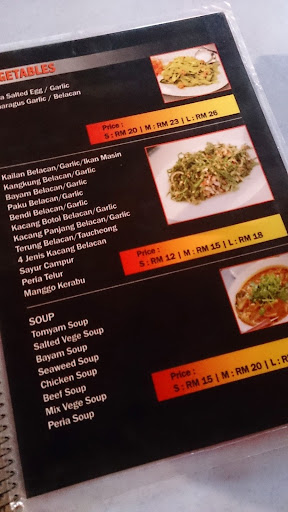 GETABLES
a Salted Egg / Garlic
aragus Garlic / Belacan
Price :
S : RM 20 | M : RM 23 | L : RM 26
Kailan Belacan/Garlic/Ikan Masin
Kangkung Belacan/Garlic
Bayam Belacan/Garlic
Paku Belacan/Garlic
Bendi Belacan/Garlic
Kacang Botol Belacan/Garlic
Kacang Panjang Belacan/Garlic
Terung Belacan/Taucheong
4 Jenis Kacang Belacan
Sayur Campur
Peria Telur
Manggo Kerabu
Price :
S : RM 12 | M : RM 15 | L : RM 18
SOUP
Tomyam Soup
Salted Vege Soup
Bayam Soup
Seaweed Soup
Chicken Soup
Beef Soup
Mix Vege Soup
Peria Soup
Price :
S : RM 15 | M : RM 20 | L : R